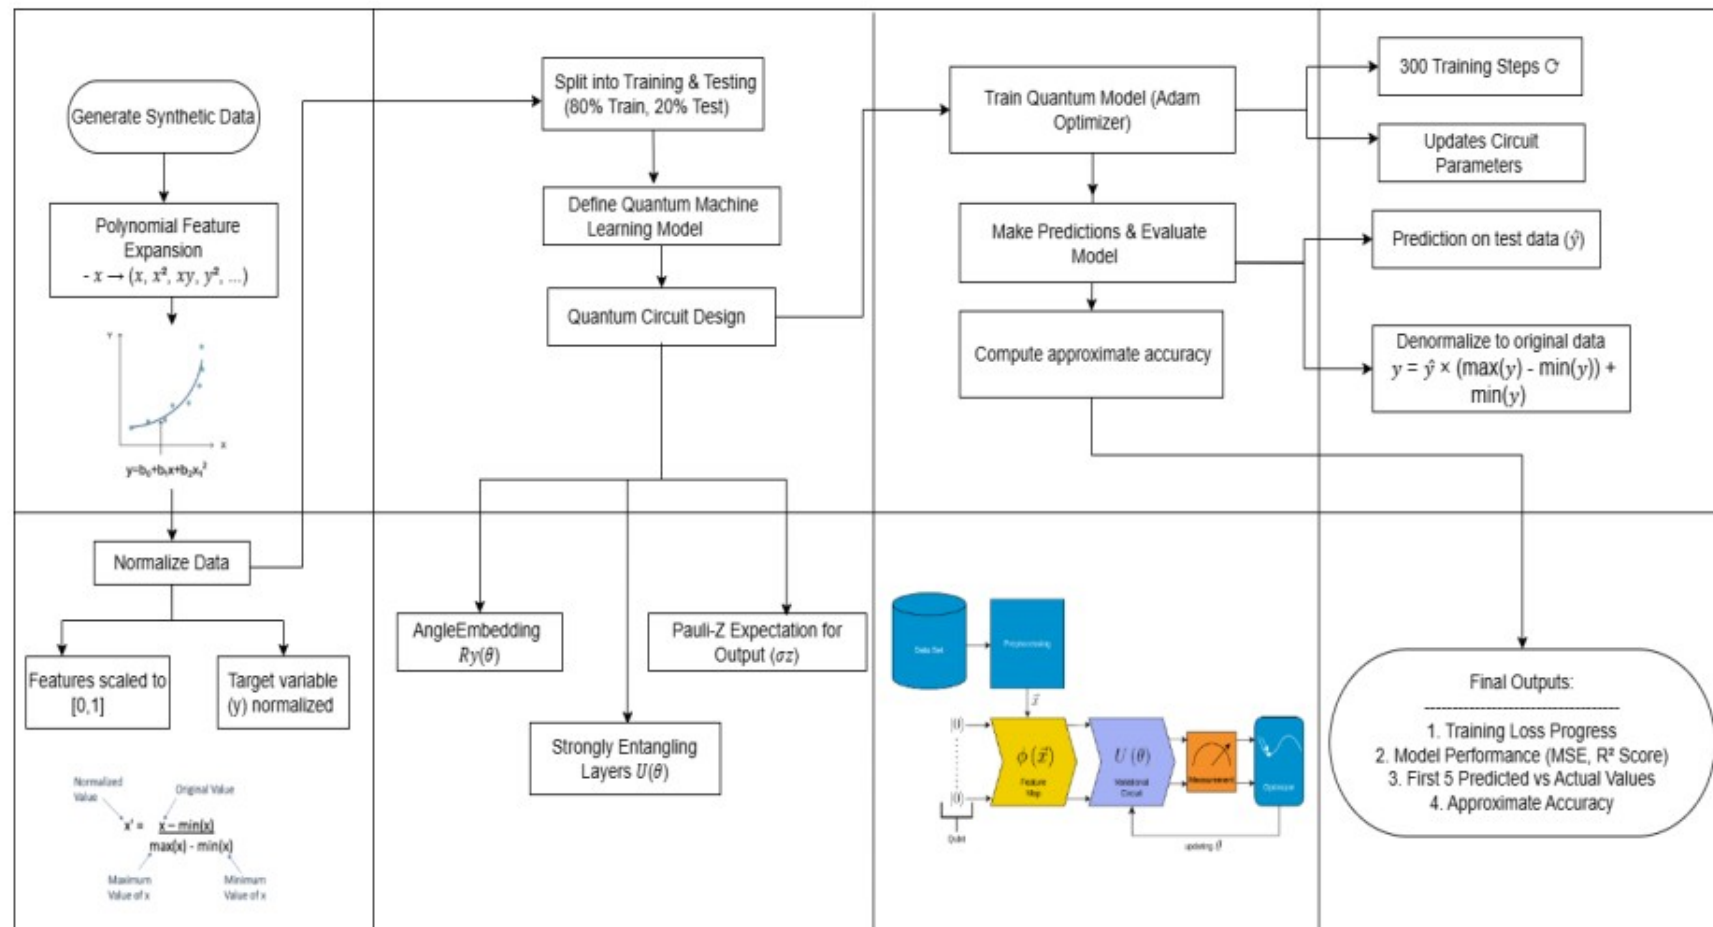 Generate Synthetic Data
Polynomial Feature
Expansion
- x → (x, x², xy, y², ...)
Y
X
y=b₀+b₁x+b₂x₁²
Normalize Data
Features scaled to
[0,1]
Target variable
(y) normalized
Normalized
Value
Original Value
x' = x – min(x)
max(x) - min(x)
Maximum
Value of x
Minimum
Value of x
Split into Training & Testing
(80% Train, 20% Test)
Define Quantum Machine
Learning Model
Quantum Circuit Design
AngleEmbedding
Ry(θ)
Strongly Entangling
Layers U(θ)
Pauli-Z Expectation for
Output (σz)
Train Quantum Model (Adam
Optimizer)
Make Predictions & Evaluate
Model
Compute approximate accuracy
Data Set
Preprocessing
x⃗
|0⟩
|0⟩
Qubit
ϕ(x⃗)
Feature
Map
U(θ)
Variational
Circuit
Measurement
Optimizer
updating θ⃗
300 Training Steps ⟳
Updates Circuit
Parameters
Prediction on test data (ŷ)
Denormalize to original data
y = ŷ × (max(y) - min(y)) +
min(y)
Final Outputs:
------------------------------------
1. Training Loss Progress
2. Model Performance (MSE, R² Score)
3. First 5 Predicted vs Actual Values
4. Approximate Accuracy